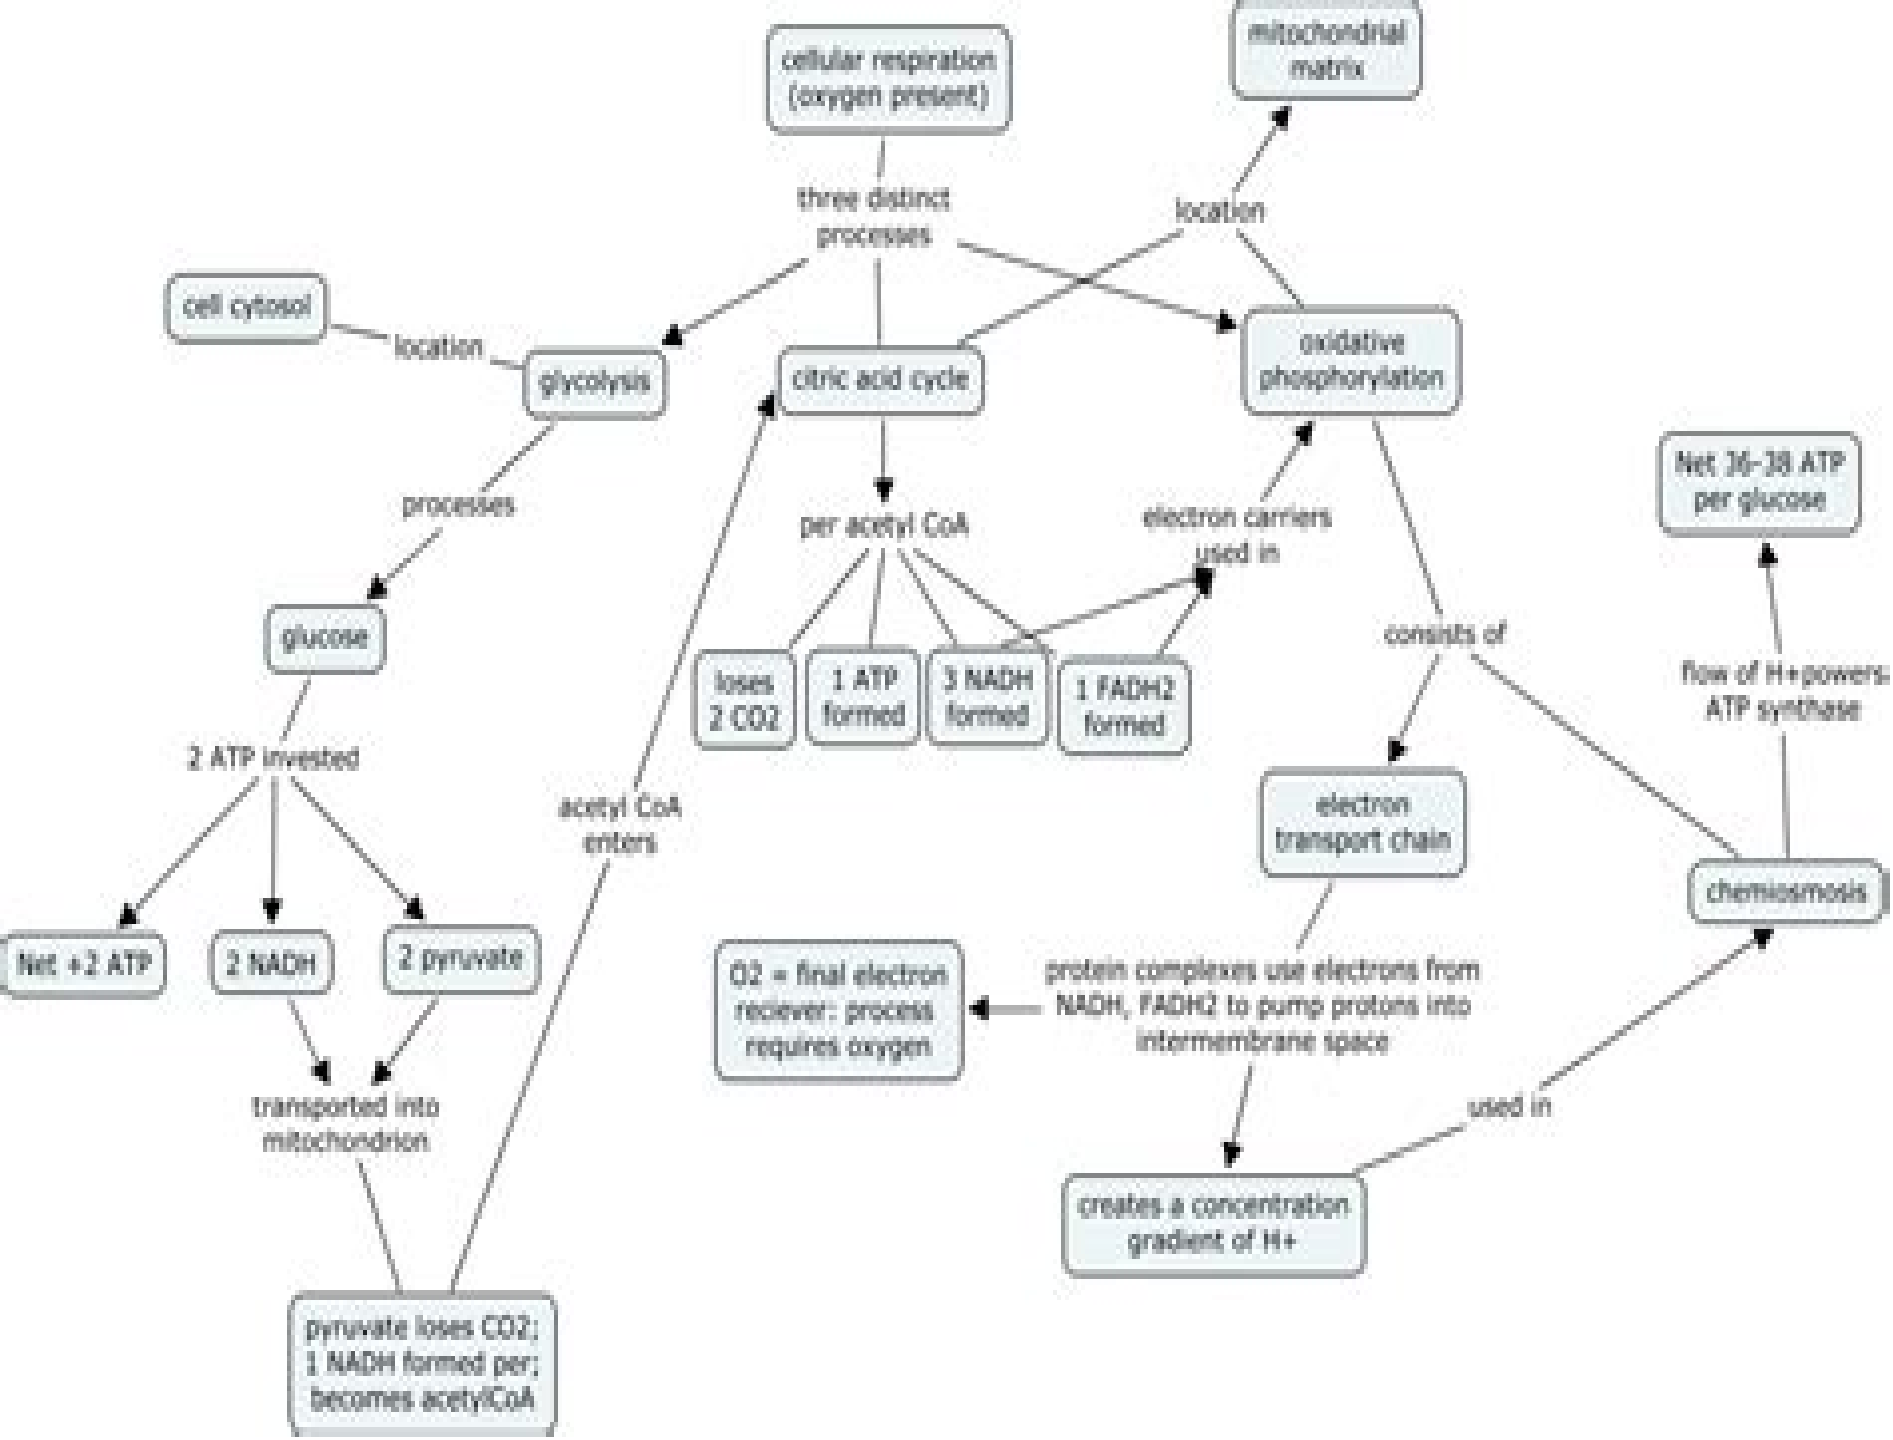 mitochondrial
matrix
cellular respiration
(oxygen present)
three distinct
processes
location
cell cytosol
location
glycolysis
citric acid cycle
oxidative
phosphorylation
Net 36-38 ATP
per glucose
processes
per acetyl CoA
electron carriers
used in
glucose
consists of
loses
2 CO2
1 ATP
formed
3 NADH
formed
1 FADH2
formed
flow of H+powers
ATP synthase
2 ATP invested
acetyl CoA
enters
electron
transport chain
chemiosmosis
Net +2 ATP
2 NADH
2 pyruvate
O2 = final electron
reciever: process
requires oxygen
protein complexes use electrons from
NADH, FADH2 to pump protons into
intermembrane space
transported into
mitochondrion
used in
creates a concentration
gradient of H+
pyruvate loses CO2;
1 NADH formed per;
becomes acetylCoA